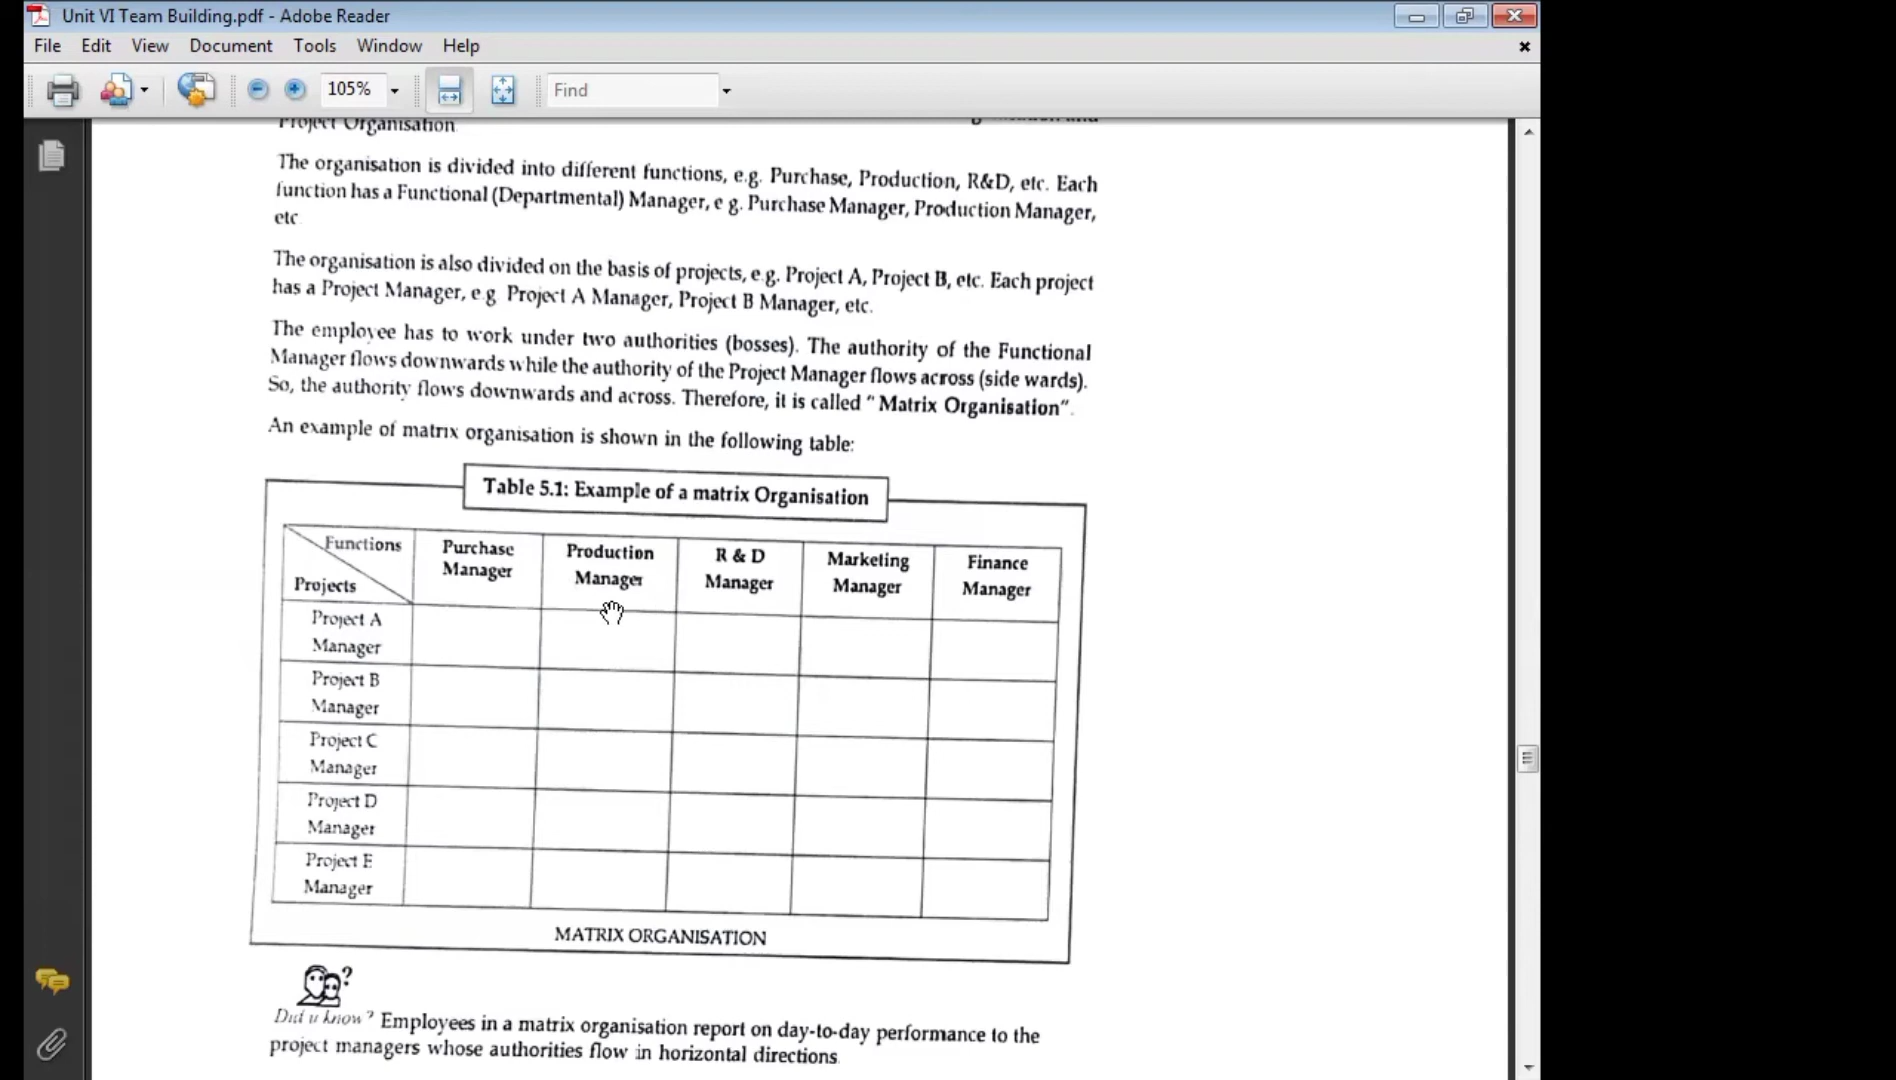 Unit VI Team Building.pdf - Adobe Reader
File Edit View Document Tools Window Help
105% Find
Project Organisation
The organisation is divided into different functions, e.g. Purchase, Production, R&D, etc. Each
function has a Functional (Departmental) Manager, e g. Purchase Manager, Production Manager,
etc
The organisation is also divided on the basis of projects, e.g. Project A, Project B, etc. Each project
has a Project Manager, e.g Project A Manager, Project B Manager, etc.
The employee has to work under two authorities (bosses). The authority of the Functional
Manager flows downwards while the authority of the Project Manager flows across (side wards).
So, the authority flows downwards and across. Therefore, it is called "Matrix Organisation".
An example of matrix organisation is shown in the following table:
Table 5.1: Example of a matrix Organisation
Functions
Projects
Purchase
Manager
Production
Manager
R & D
Manager
Marketing
Manager
Finance
Manager
Project A
Manager
Project B
Manager
Project C
Manager
Project D
Manager
Project E
Manager
MATRIX ORGANISATION
?
Did u know? Employees in a matrix organisation report on day-to-day performance to the
project managers whose authorities flow in horizontal directions